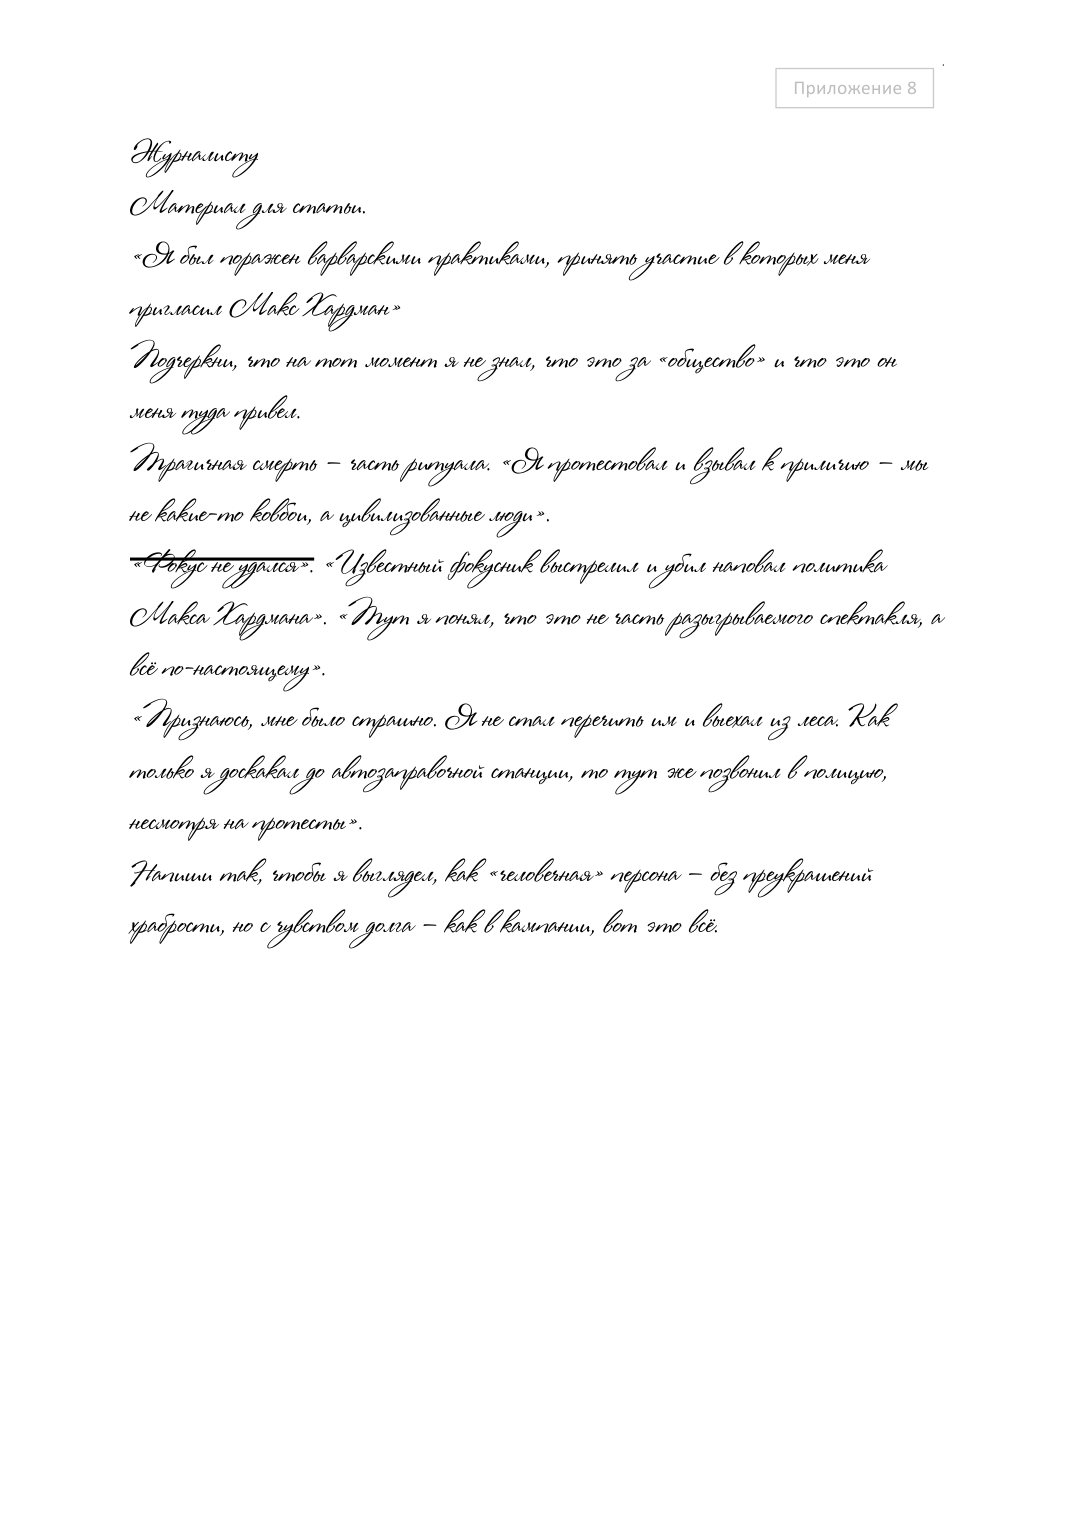 Приложение 8
Журналисту
Материал для статьи.
«Я был поражен варварскими практиками, принять участие в которых меня
пригласил Макс Хардман»
Подчеркни, что на тот момент я не знал, что это за «общество» и что это он
меня туда привел.
Трагичная смерть – часть ритуала. «Я протестовал и взывал к приличию – мы
не какие-то ковбои, а цивилизованные люди».
«Фокус не удался». «Известный фокусник выстрелил и убил наповал политика
Макса Хардмана». «Тут я понял, что это не часть разыгрываемого спектакля, а
всё по-настоящему».
«Признаюсь, мне было страшно. Я не стал перечить им и выехал из леса. Как
только я доскакал до автозаправочной станции, то тут же позвонил в полицию,
несмотря на протесты».
Напиши так, чтобы я выглядел, как «человечная» персона – без преукрашений
храбрости, но с чувством долга – как в кампании, вот это всё.